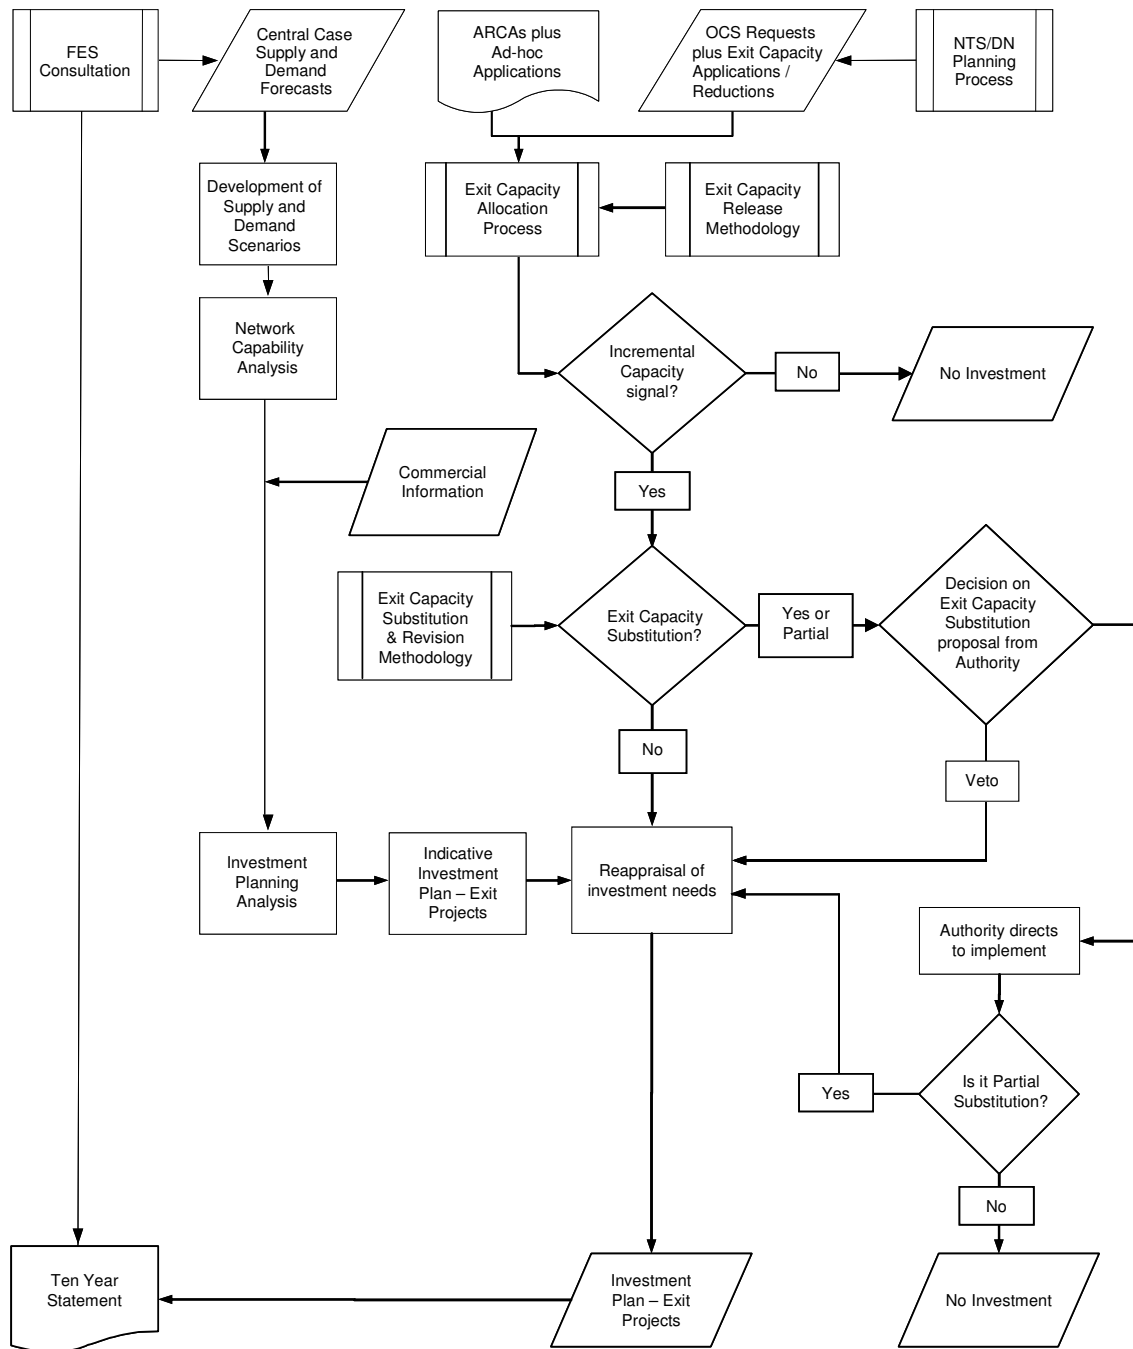 FES
Consultation
Central Case
Supply and
Demand
Forecasts
ARCAs plus
Ad-hoc
Applications
OCS Requests
plus Exit Capacity
Applications /
Reductions
NTS/DN
Planning
Process
Development of
Supply and
Demand
Scenarios
Exit Capacity
Allocation
Process
Exit Capacity
Release
Methodology
Network
Capability
Analysis
Incremental
Capacity
signal?
No
No Investment
Commercial
Information
Yes
Exit Capacity
Substitution
& Revision
Methodology
Exit Capacity
Substitution?
Yes or
Partial
Decision on
Exit Capacity
Substitution
proposal from
Authority
No
Veto
Investment
Planning
Analysis
Indicative
Investment
Plan – Exit
Projects
Reappraisal of
investment needs
Authority directs
to implement
Yes
Is it Partial
Substitution?
No
Ten Year
Statement
Investment
Plan – Exit
Projects
No Investment